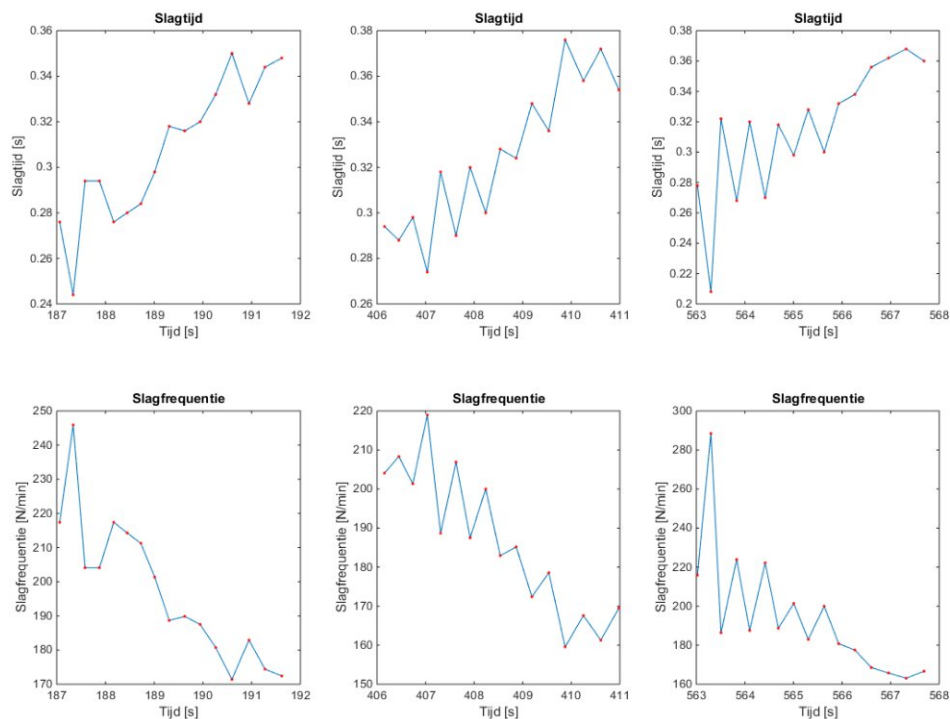 Slagtijd
0.36
0.34
0.32
0.3
0.28
0.26
0.24
Slagtijd [s]
187 188 189 190 191 192
Tijd [s]
Slagtijd
0.38
0.36
0.34
0.32
0.3
0.28
0.26
Slagtijd [s]
406 407 408 409 410 411
Tijd [s]
Slagtijd
0.38
0.36
0.34
0.32
0.3
0.28
0.26
0.24
0.22
0.2
Slagtijd [s]
563 564 565 566 567 568
Tijd [s]
Slagfrequentie
250
240
230
220
210
200
190
180
170
Slagfrequentie [N/min]
187 188 189 190 191 192
Tijd [s]
Slagfrequentie
220
210
200
190
180
170
160
150
Slagfrequentie [N/min]
406 407 408 409 410 411
Tijd [s]
Slagfrequentie
300
280
260
240
220
200
180
160
Slagfrequentie [N/min]
563 564 565 566 567 568
Tijd [s]